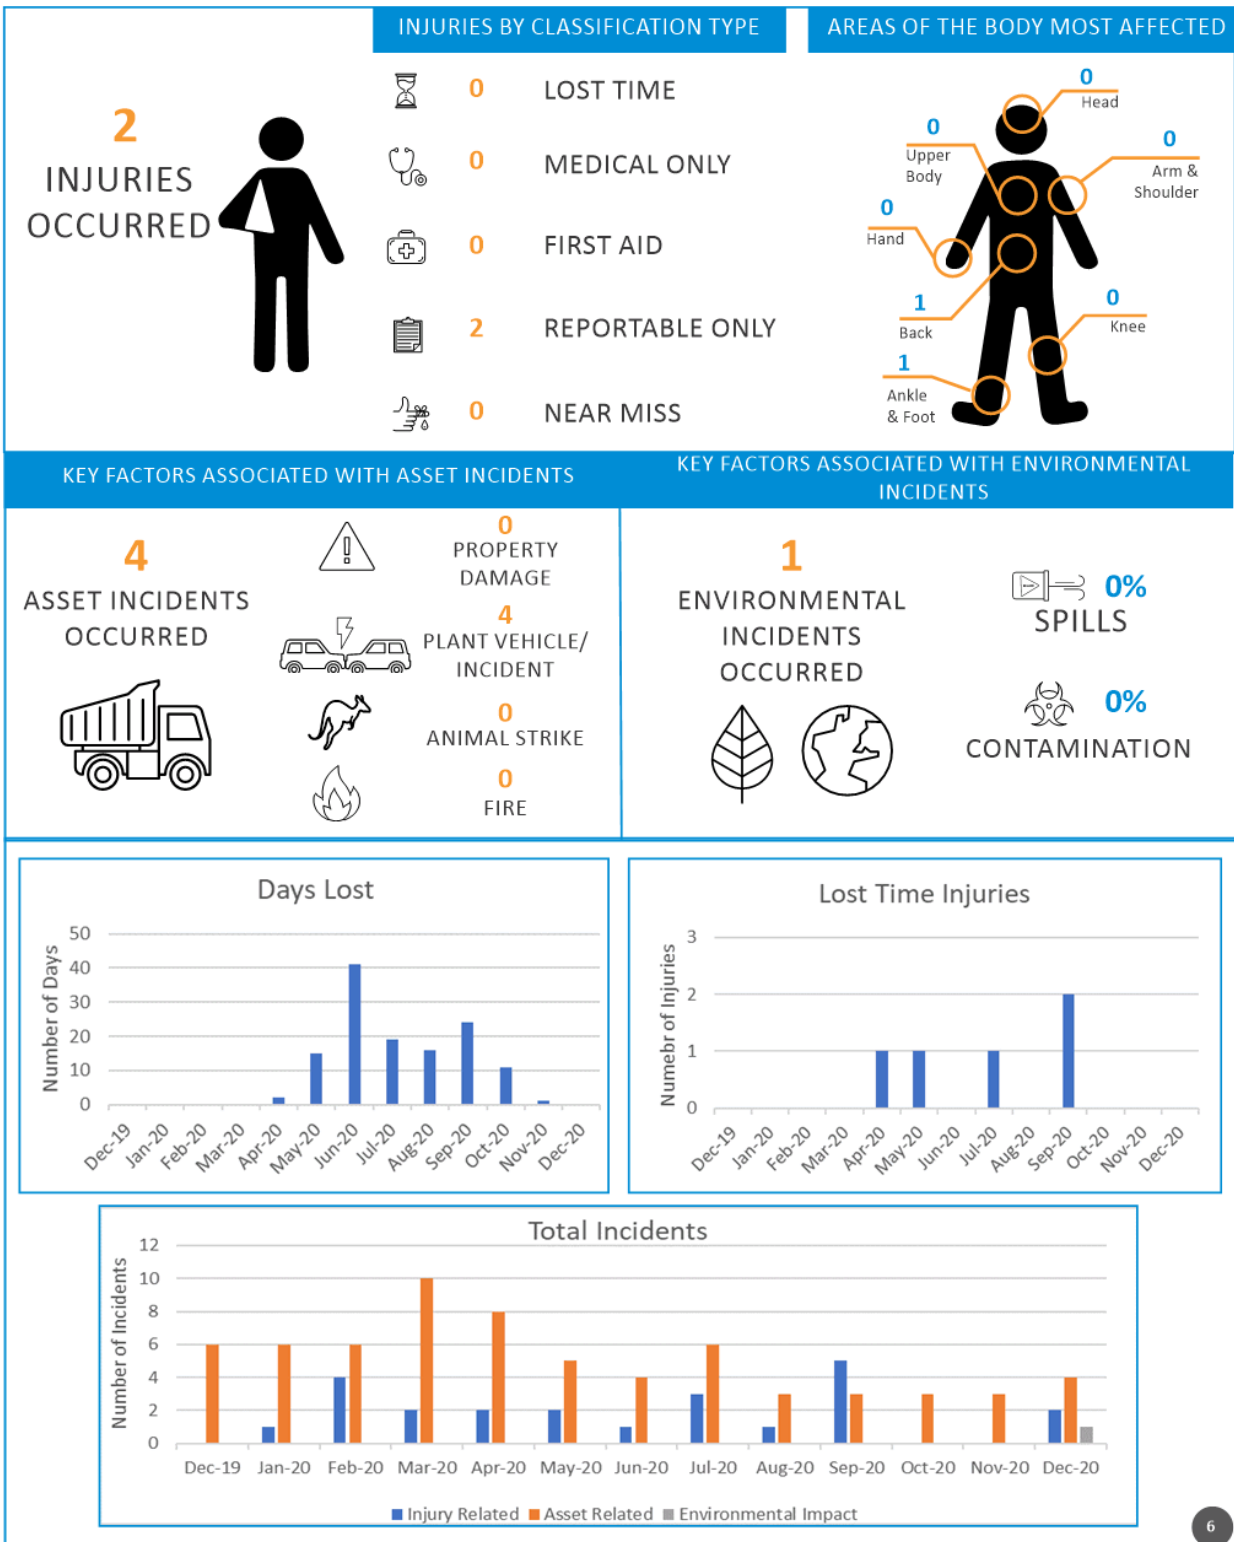 INJURIES BY CLASSIFICATION TYPE
AREAS OF THE BODY MOST AFFECTED
2
INJURIES
OCCURRED
0 LOST TIME
0 MEDICAL ONLY
0 FIRST AID
2 REPORTABLE ONLY
0 NEAR MISS
0
Head
0
Upper
Body
0
Arm &
Shoulder
0
Hand
1
Back
0
Knee
1
Ankle
& Foot
KEY FACTORS ASSOCIATED WITH ASSET INCIDENTS
KEY FACTORS ASSOCIATED WITH ENVIRONMENTAL
INCIDENTS
4
ASSET INCIDENTS
OCCURRED
0
PROPERTY
DAMAGE
4
PLANT VEHICLE/
INCIDENT
0
ANIMAL STRIKE
0
FIRE
1
ENVIRONMENTAL
INCIDENTS
OCCURRED
0%
SPILLS
0%
CONTAMINATION
Days Lost
Number of Days
50
40
30
20
10
0
Dec-19 Jan-20 Feb-20 Mar-20 Apr-20 May-20 Jun-20 Jul-20 Aug-20 Sep-20 Oct-20 Nov-20 Dec-20
Lost Time Injuries
Numebr of Injuries
3
2
1
0
Dec-19 Jan-20 Feb-20 Mar-20 Apr-20 May-20 Jun-20 Jul-20 Aug-20 Sep-20 Oct-20 Nov-20 Dec-20
Total Incidents
Number of Incidents
12
10
8
6
4
2
0
Dec-19 Jan-20 Feb-20 Mar-20 Apr-20 May-20 Jun-20 Jul-20 Aug-20 Sep-20 Oct-20 Nov-20 Dec-20
Injury Related Asset Related Environmental Impact
6